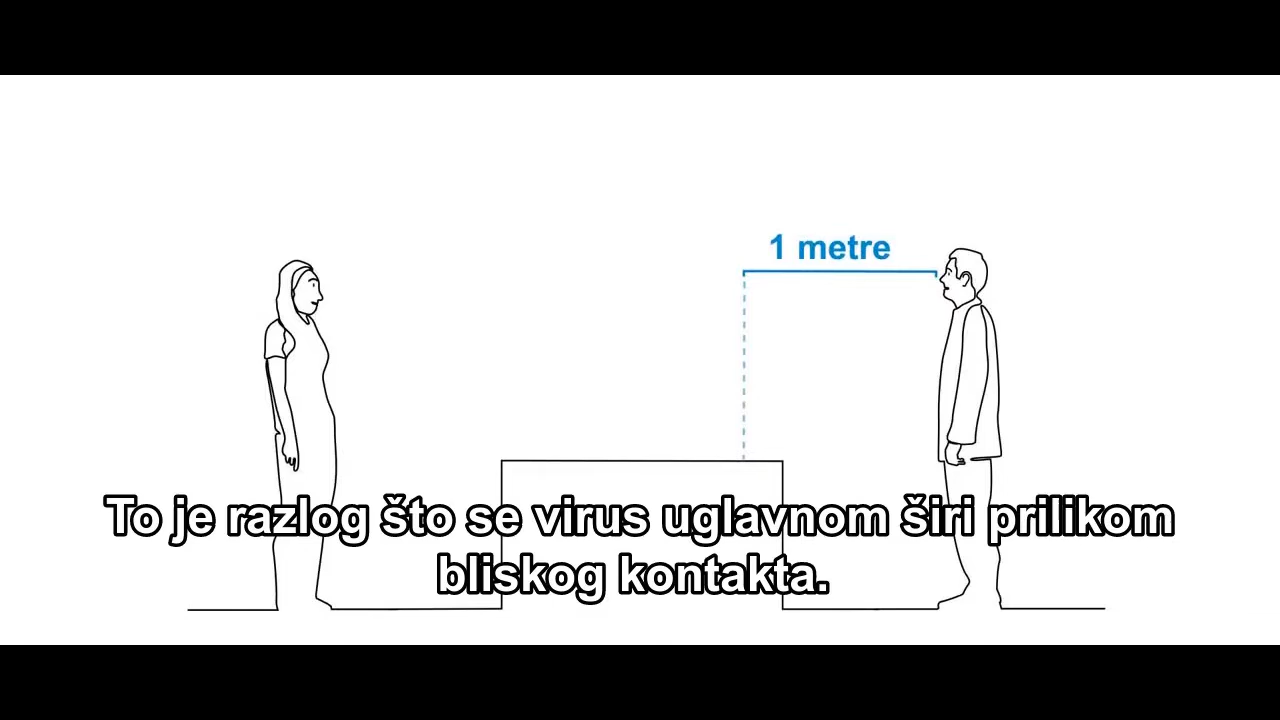 1 metre
To je razlog što se virus uglavnom širi prilikom
bliskog kontakta.